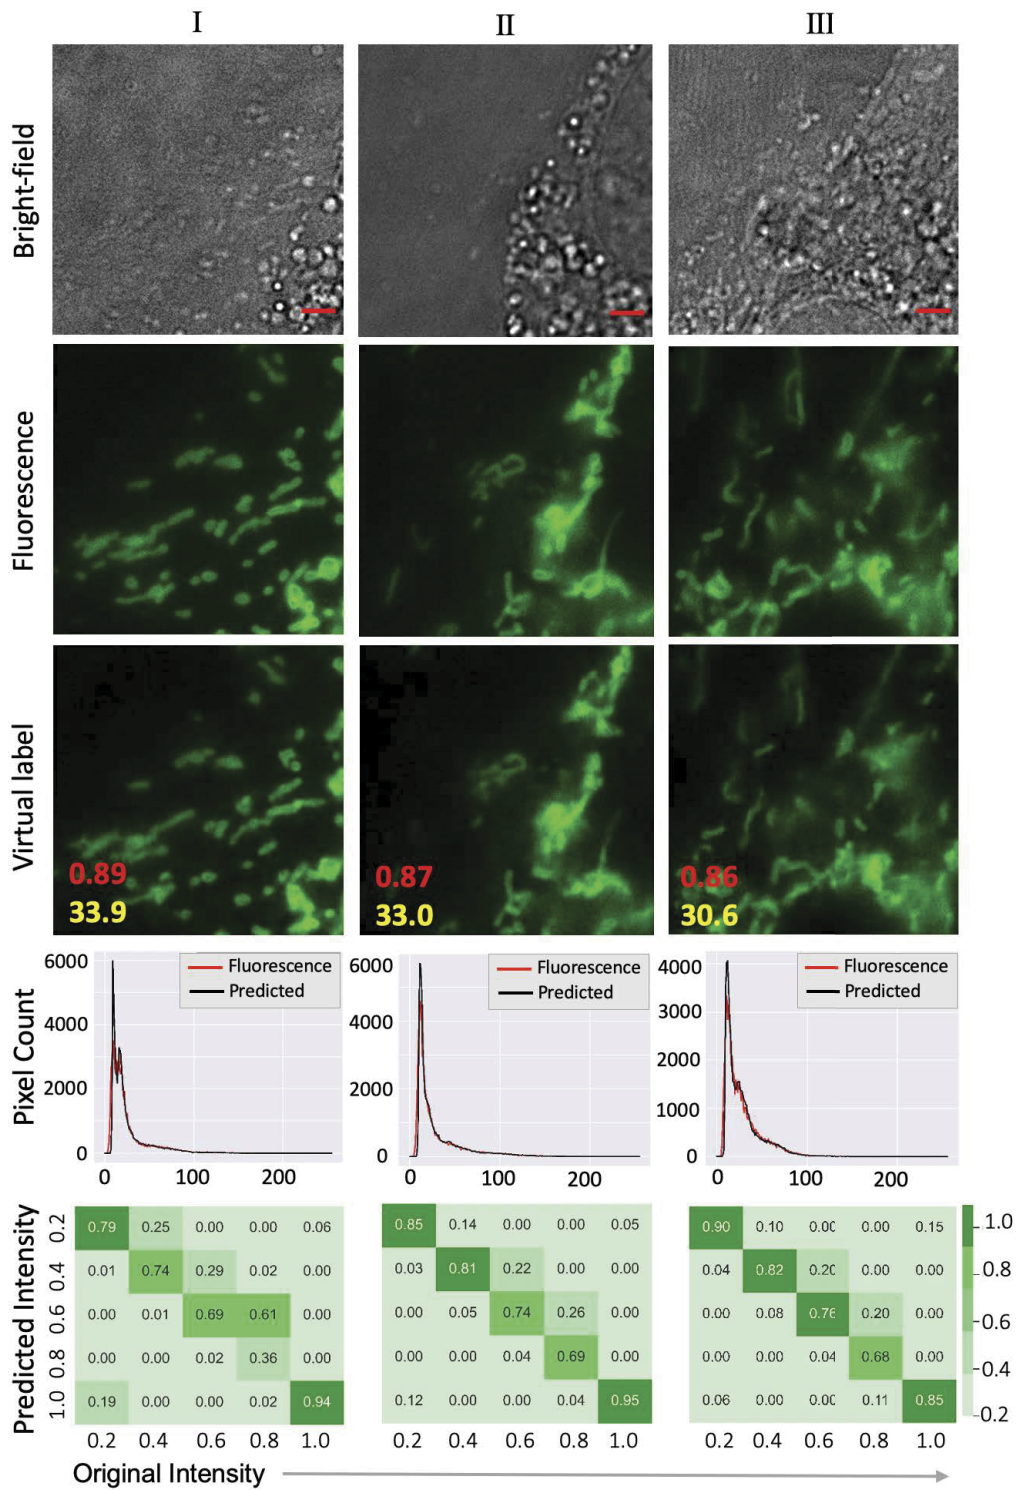 I II III
Bright-field
Fluorescence
Virtual label
0.89 0.87 0.86
33.9 33.0 30.6
Pixel Count
6000
4000
2000
0
0 100 200
Fluorescence
Predicted
6000
4000
2000
0
0 100 200
Fluorescence
Predicted
4000
3000
2000
1000
0
0 100 200
Fluorescence
Predicted
Predicted Intensity
0.2 0.4 0.6 0.8 1.0
0.79 0.25 0.00 0.00 0.06
0.01 0.74 0.29 0.02 0.00
0.00 0.01 0.69 0.61 0.00
0.00 0.00 0.02 0.36 0.00
0.19 0.00 0.00 0.02 0.94
0.2 0.4 0.6 0.8 1.0
0.85 0.14 0.00 0.00 0.05
0.03 0.81 0.22 0.00 0.00
0.00 0.05 0.74 0.26 0.00
0.00 0.00 0.04 0.69 0.00
0.12 0.00 0.00 0.04 0.95
0.2 0.4 0.6 0.8 1.0
0.90 0.10 0.00 0.00 0.15
0.04 0.82 0.20 0.00 0.00
0.00 0.08 0.76 0.20 0.00
0.00 0.00 0.04 0.68 0.00
0.06 0.00 0.00 0.11 0.85
0.2 0.4 0.6 0.8 1.0
1.0
0.8
0.6
0.4
0.2
Original Intensity